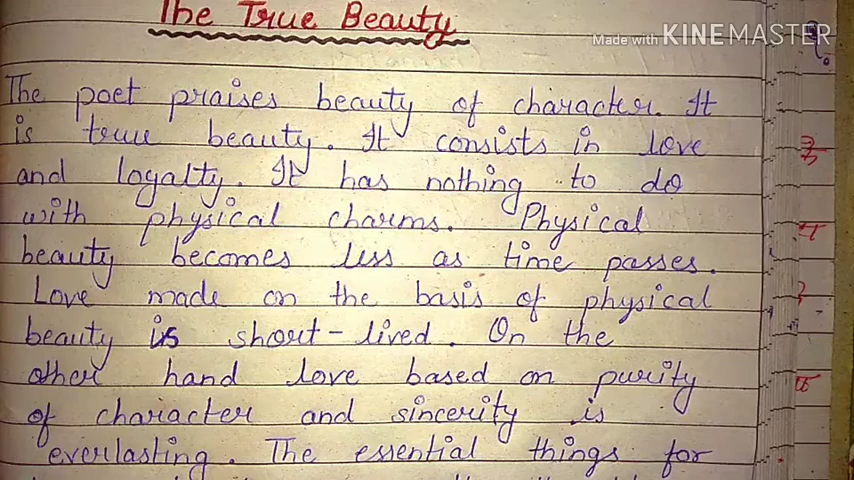 The True Beauty
Made with KINEMASTER
The poet praises beauty of character. It
is true beauty. It consists in love
and loyalty. It has nothing to do
with physical charms. Physical
beauty becomes less as time passes.
Love made on the basis of physical
beauty is short-lived. On the
other hand love based on purity
of character and sincerity is
everlasting. The essential things for